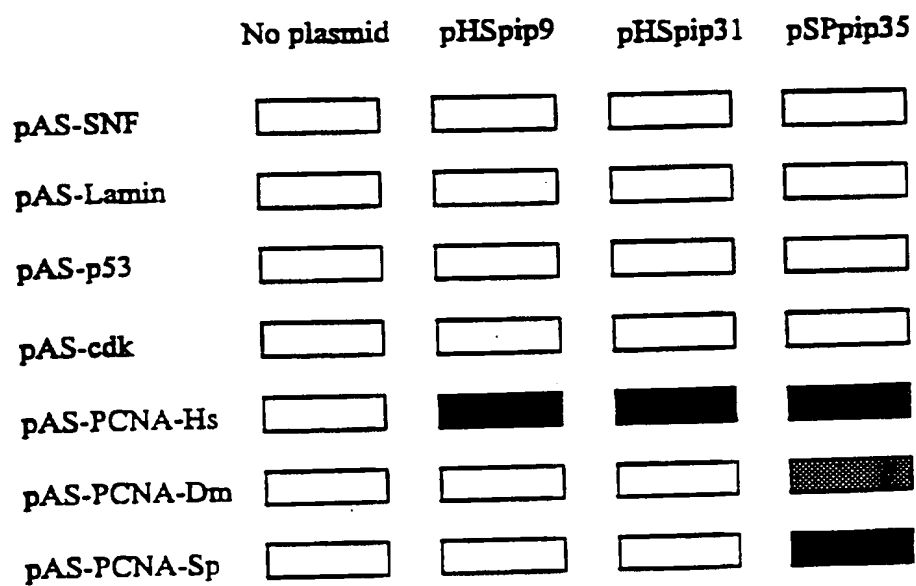 No plasmid pHSpip9 pHSpip31 pSPpip35
pAS-SNF
pAS-Lamin
pAS-p53
pAS-cdk
pAS-PCNA-Hs
pAS-PCNA-Dm
pAS-PCNA-Sp